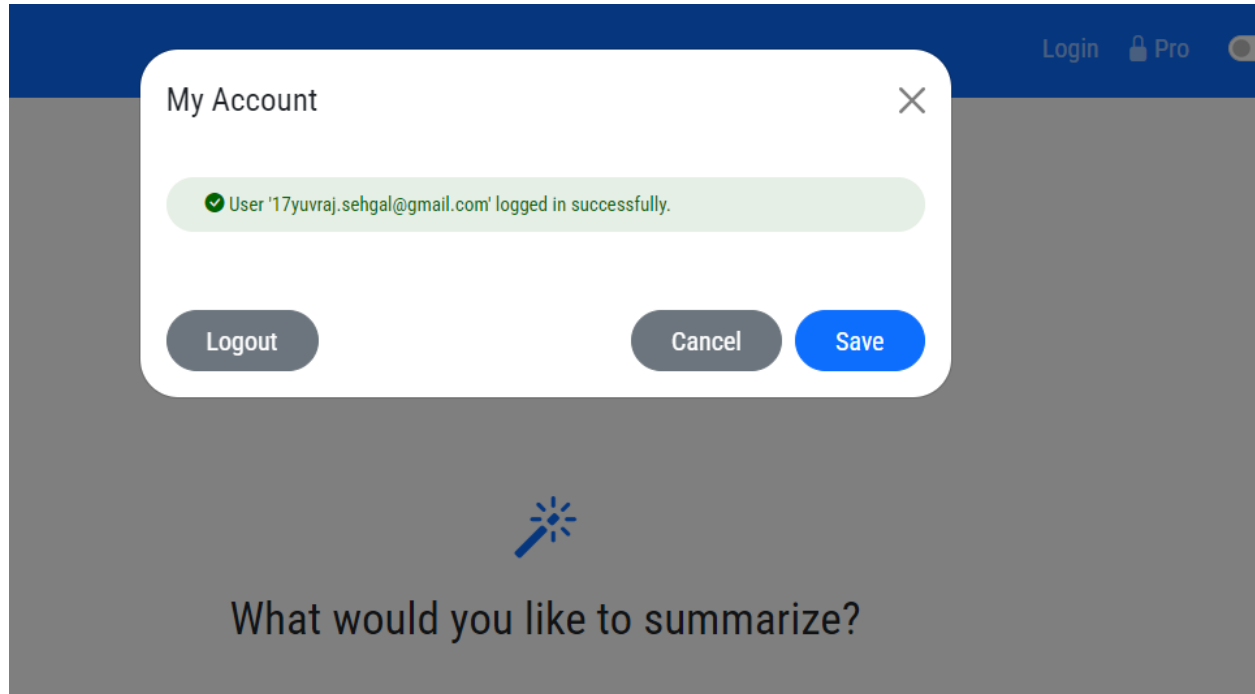 Login Pro
My Account
User '17yuvraj.sehgal@gmail.com' logged in successfully.
Logout Cancel Save
What would you like to summarize?